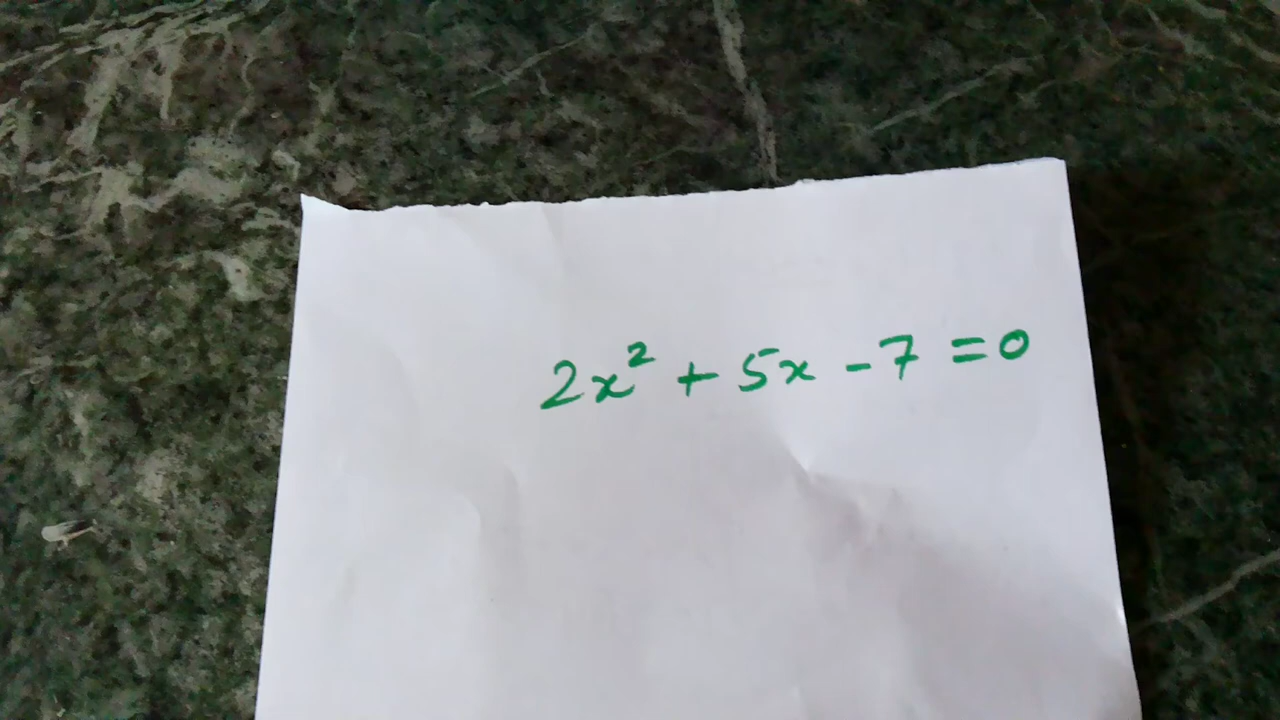 2x² + 5x - 7 = 0